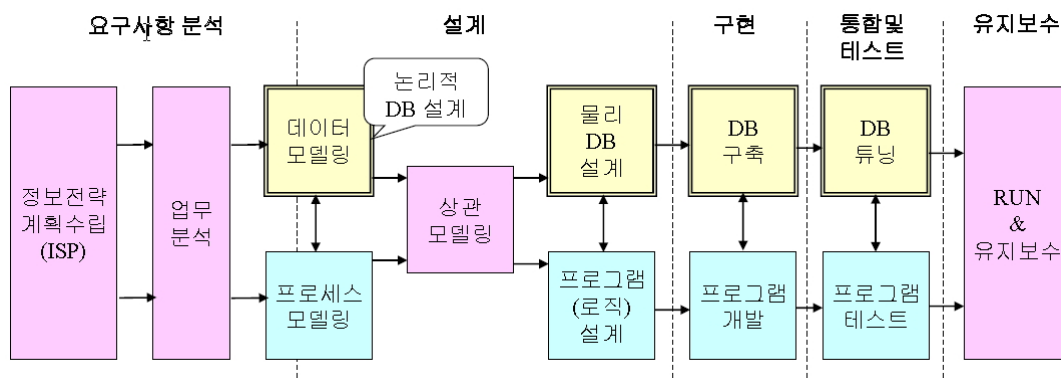 요구사항 분석
설계
구현
통합및
테스트
유지보수
정보전략
계획수립
(ISP)
업무
분석
데이터
모델링
논리적
DB 설계
프로세스
모델링
상관
모델링
물리
DB
설계
프로그램
(로직)
설계
DB
구축
프로그램
개발
DB
튜닝
프로그램
테스트
RUN
&
유지보수